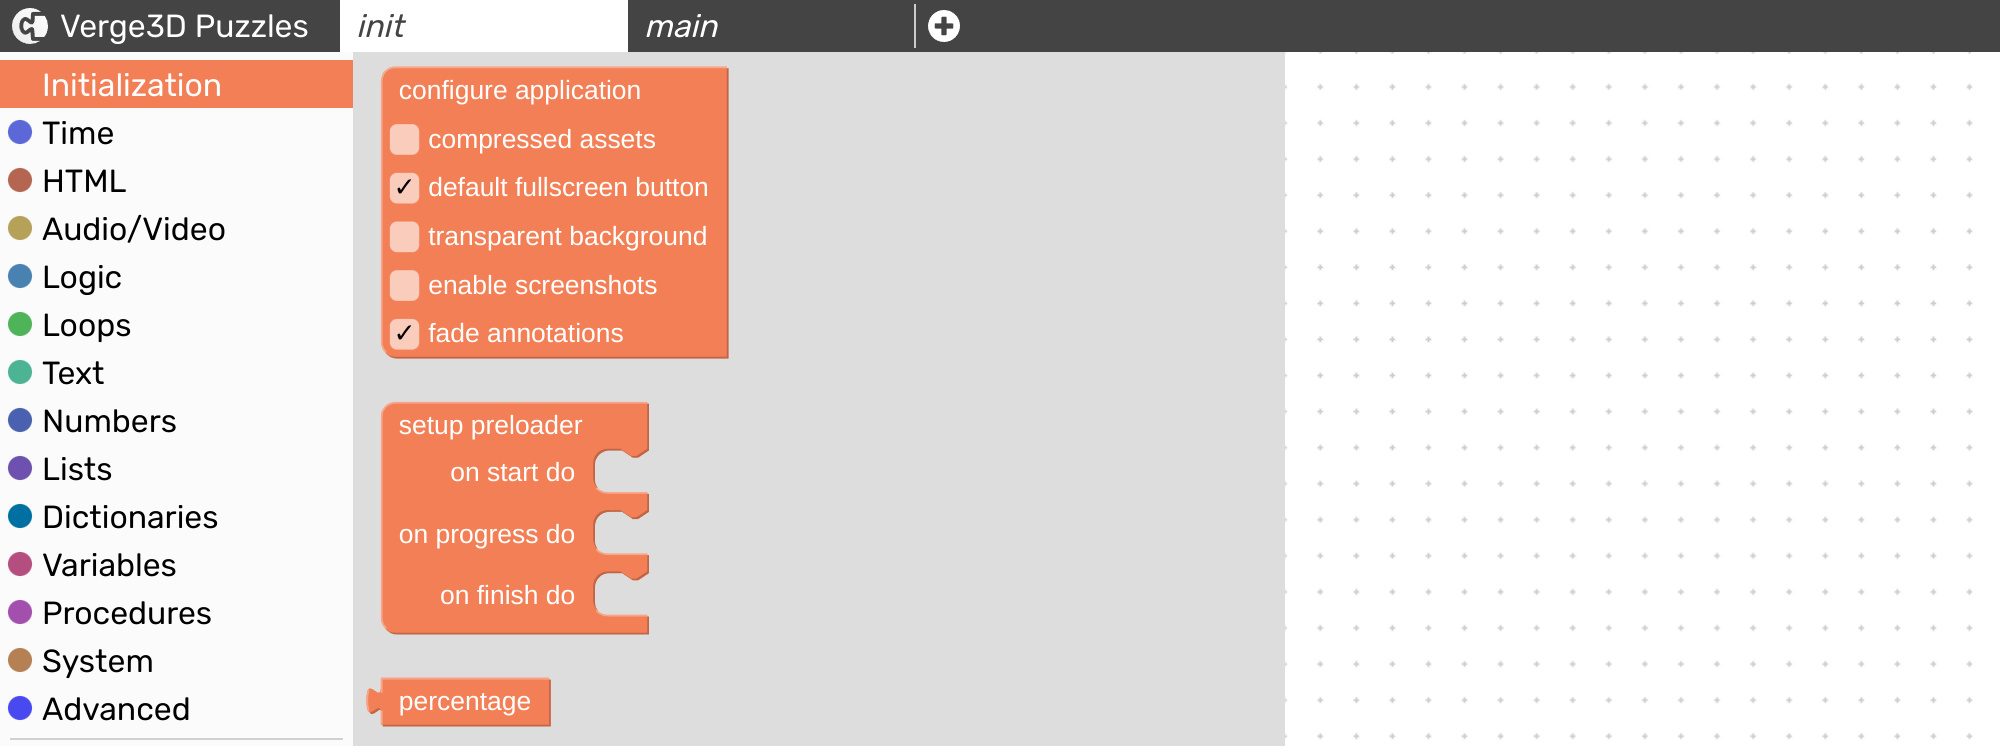 Verge3D Puzzles
init
main
Initialization
Time
HTML
Audio/Video
Logic
Loops
Text
Numbers
Lists
Dictionaries
Variables
Procedures
System
Advanced
configure application
compressed assets
default fullscreen button
transparent background
enable screenshots
fade annotations
setup preloader
on start do
on progress do
on finish do
percentage